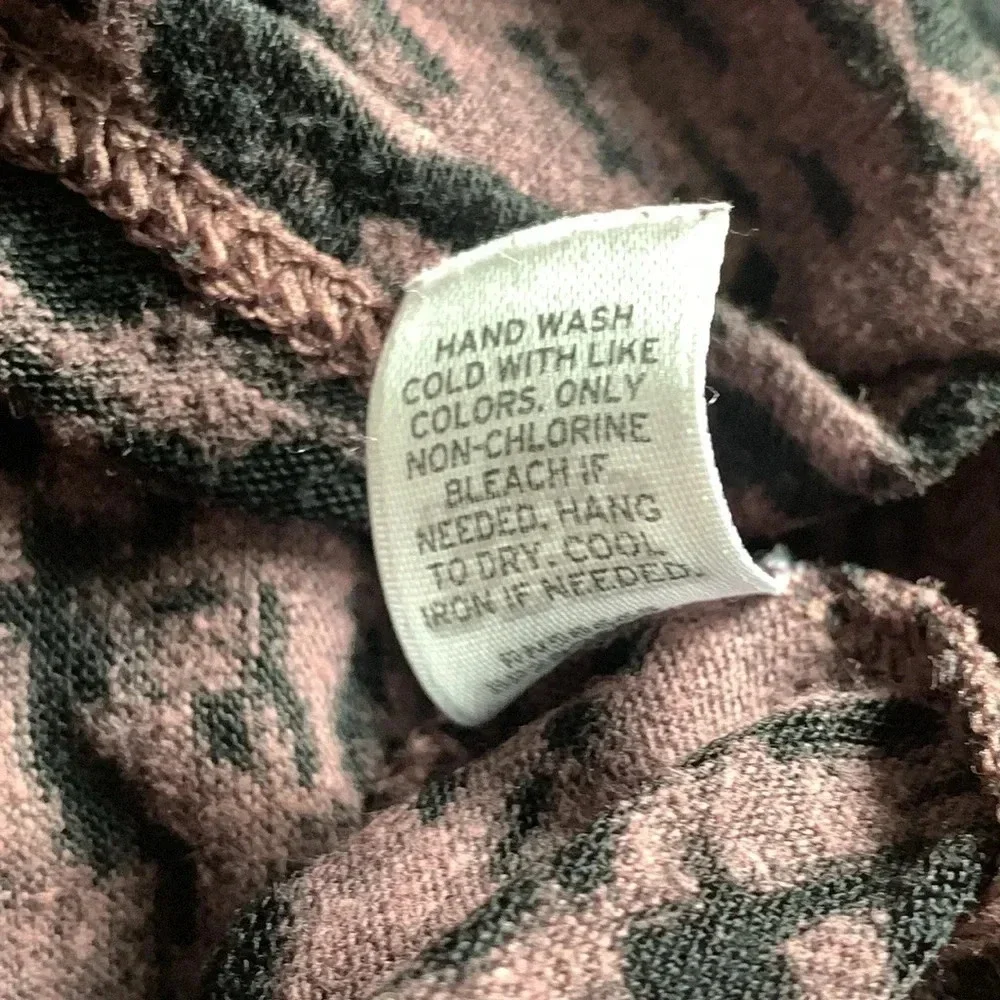 HAND WASH
COLD WITH LIKE
COLORS. ONLY
NON-CHLORINE
BLEACH IF
NEEDED. HANG
TO DRY. COOL
IRON IF NEEDED.